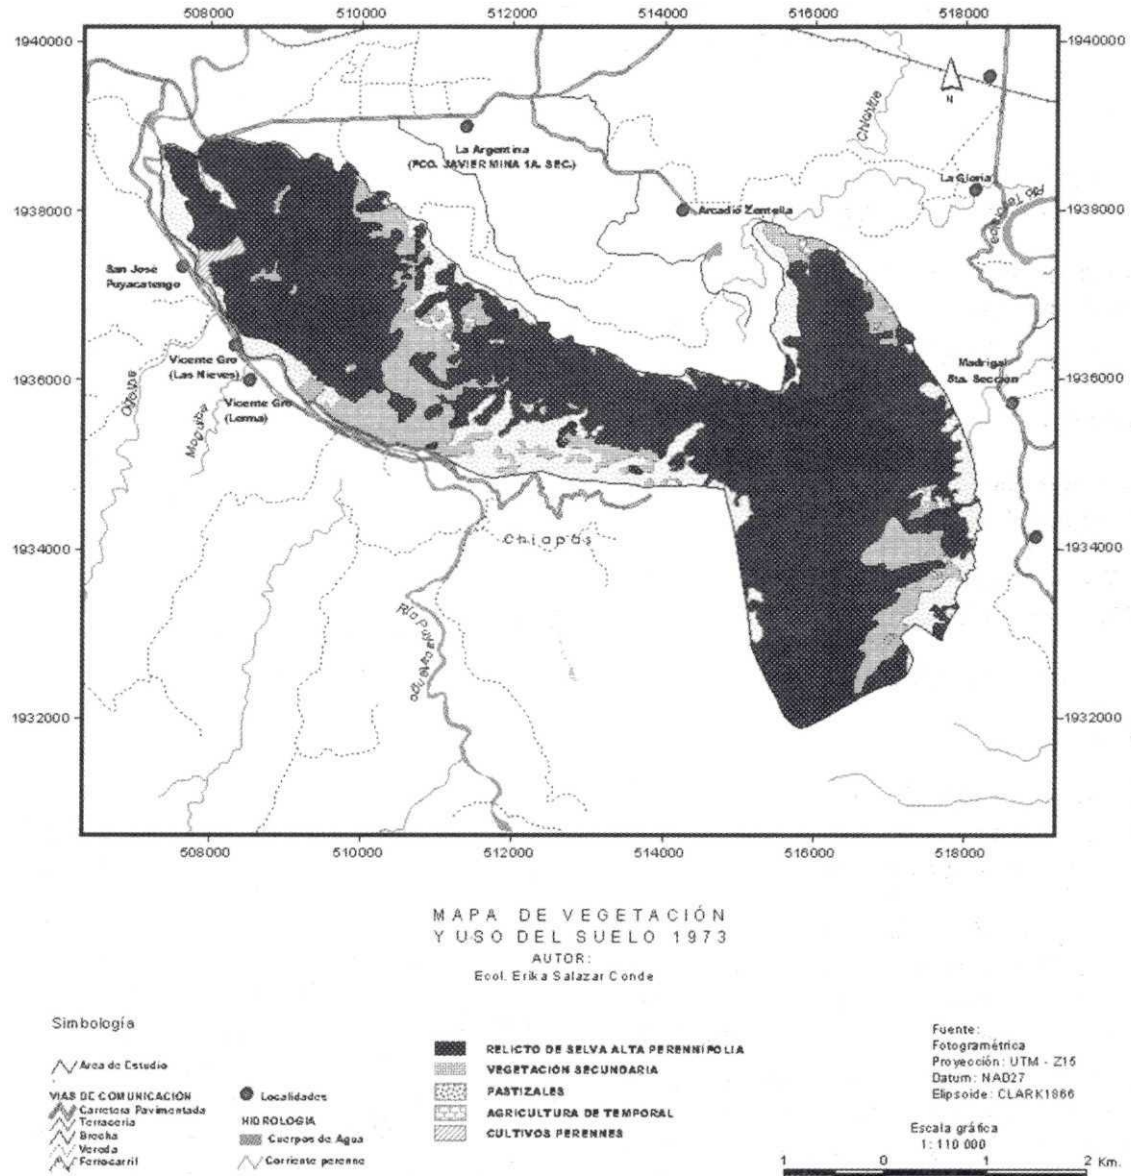 508000 510000 512000 514000 516000 518000
1940000 1940000
N
La Argentina
(FCO. JAVIER MINA 1A. SEC.)
La Gloria
1938000 Arcadio Zentella 1938000
San José
Puyacatengo
Vicente Gro
(Las Nieves)
Madrigal
5ta. Sección
1936000 1936000
Vicente Gro
(Lerma)
1934000 Chiapas 1934000
Río Puyacatengo
1932000 1932000
508000 510000 512000 514000 516000 518000
MAPA DE VEGETACIÓN
Y USO DEL SUELO 1973
AUTOR:
Ecol. Erika Salazar Conde
Simbología
Area de Estudio
VIAS DE COMUNICACIÓN
Carretera Pavimentada
Terraceria
Brecha
Vereda
Ferrocarril
Localidades
HIDROLOGIA
Cuerpos de Agua
Corriente perenne
RELICTO DE SELVA ALTA PERENNIFOLIA
VEGETACIÓN SECUNDARIA
PASTIZALES
AGRICULTURA DE TEMPORAL
CULTIVOS PERENNES
Fuente:
Fotogramétrica
Proyección: UTM - Z15
Datum: NAD27
Elipsoide: CLARK1866
Escala gráfica
1:110 000
1 0 1 2 Km.